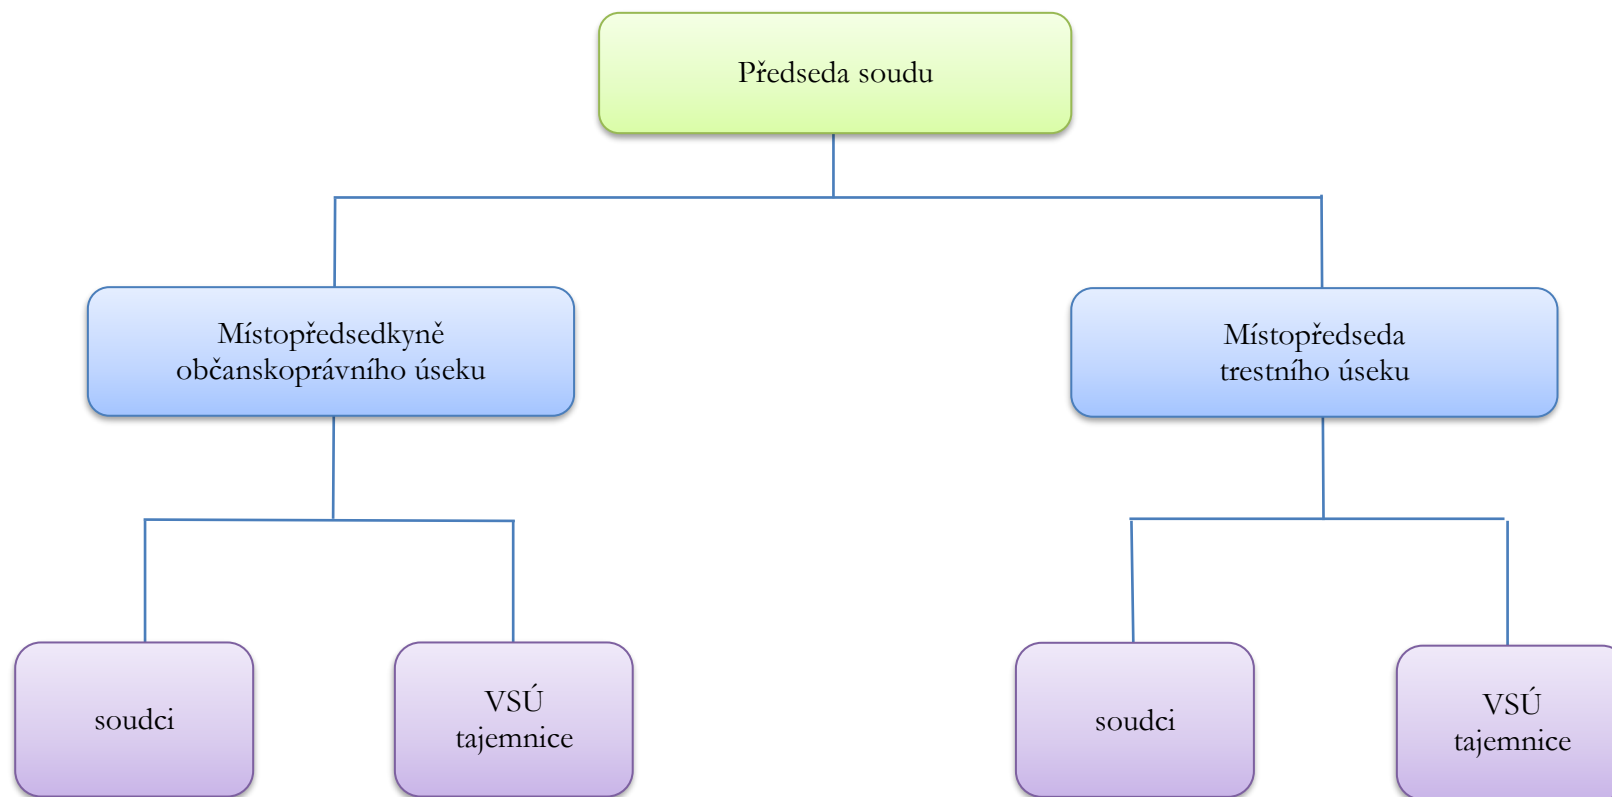 Předseda soudu
Místopředsedkyně
občanskoprávního úseku
Místopředseda
trestního úseku
soudci
VSÚ
tajemnice
soudci
VSÚ
tajemnice